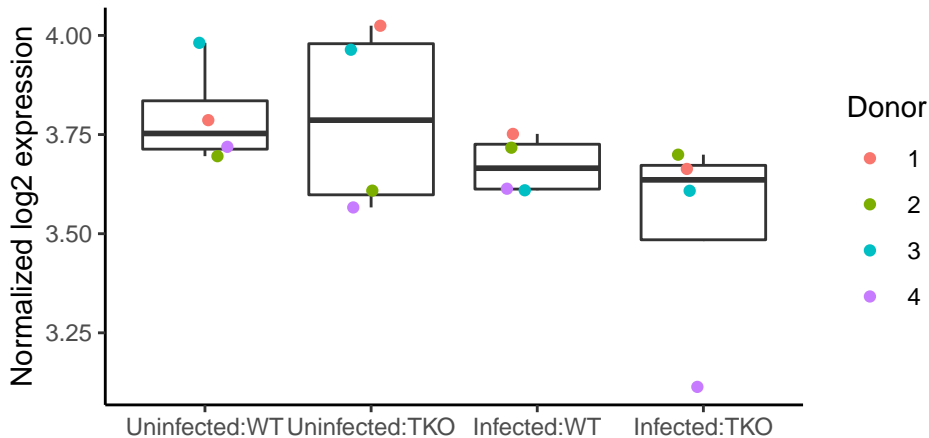 Normalized log2 expression
4.00
3.75
3.50
3.25
Uninfected:WT
Uninfected:TKO
Infected:WT
Infected:TKO
Donor
1
2
3
4